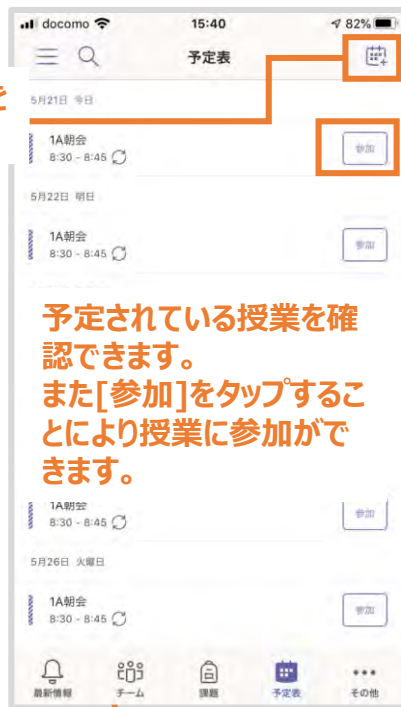 docomo 15:40 82%
予定表
を
5月21日 今日
1A朝会
8:30 - 8:45
参加
5月22日 明日
1A朝会
8:30 - 8:45
参加
予定されている授業を確
認できます。
また[参加]をタップするこ
とにより授業に参加がで
きます。
1A朝会
8:30 - 8:45
参加
5月26日 火曜日
1A朝会
8:30 - 8:45
参加
最新情報 チーム 課題 予定表 その他